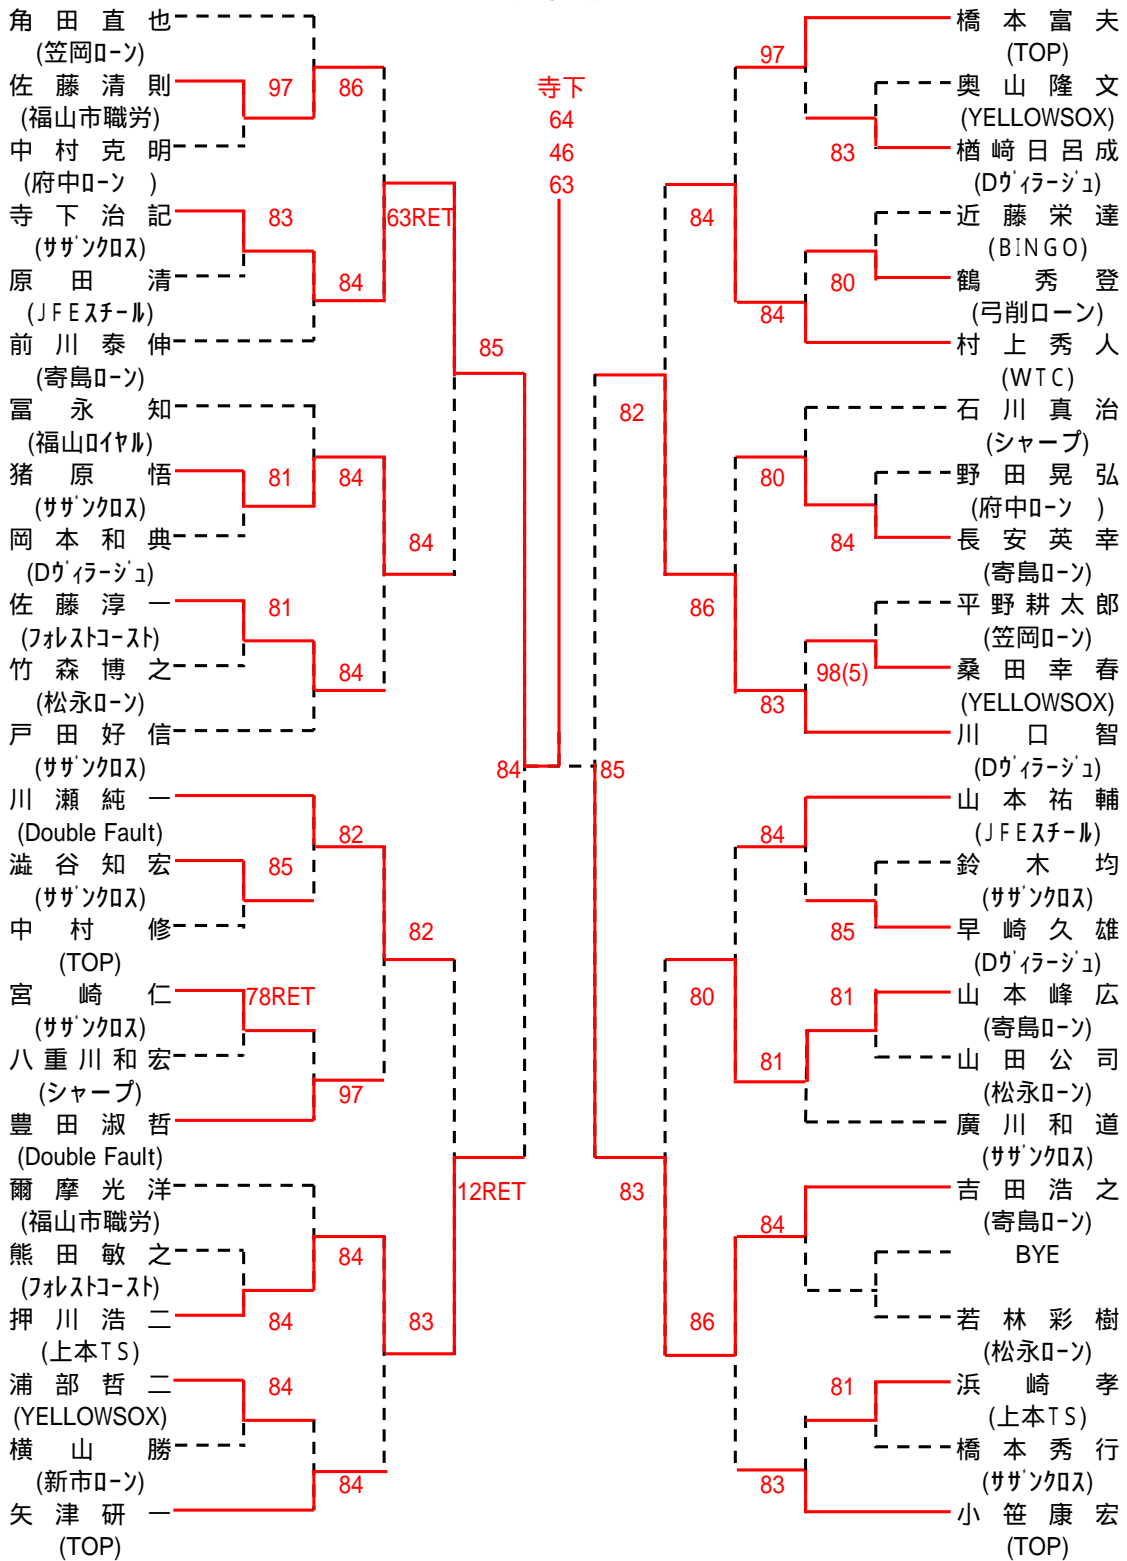 角田直也
(笠岡ローン)
佐藤清則
97
86
(福山市職労)
中村克明
(府中ローン　)
寺下治記
83
63RET
(ｻｻﾞﾝｸﾛｽ)
原田清
84
(JFEｽﾁｰﾙ)
前川泰伸
85
(寄島ローン)
冨永知
(福山ﾛｲﾔﾙ)
猪原悟
81
84
(ｻｻﾞﾝｸﾛｽ)
岡本和典
84
(Dヴィラージュ)
佐藤淳一
81
(フォレストコースト)
竹森博之
84
(松永ローン)
戸田好信
(ｻｻﾞﾝｸﾛｽ)
84
川瀬純一
(Double Fault)
82
澁谷知宏
85
(ｻｻﾞﾝｸﾛｽ)
中村修
82
(TOP)
宮崎仁
78RET
(ｻｻﾞﾝｸﾛｽ)
八重川和宏
(シャープ)
97
豊田淑哲
(Double Fault)
爾摩光洋
12RET
(福山市職労)
熊田敏之
84
(フォレストコースト)
押川浩二
84
83
(上本TS)
浦部哲二
84
(YELLOWSOX)
横山勝
(新市ローン)
84
矢津研一
(TOP)
寺下
64
46
63
橋本富夫
97
(TOP)
奥山隆文
(YELLOWSOX)
83
楢﨑日呂成
(Dヴィラージュ)
近藤栄達
84
(BINGO)
80
鶴秀登
84
(弓削ローン)
村上秀人
(WTC)
82
石川真治
(シャープ)
80
野田晃弘
(府中ローン　)
84
長安英幸
(寄島ローン)
86
平野耕太郎
(笠岡ローン)
98(5)
桑田幸春
83
(YELLOWSOX)
川口智
(Dヴィラージュ)
85
山本祐輔
84
(JFEｽﾁｰﾙ)
鈴木均
(ｻｻﾞﾝｸﾛｽ)
85
早崎久雄
(Dヴィラージュ)
80
81
山本峰広
(寄島ローン)
81
山田公司
(松永ローン)
廣川和道
(ｻｻﾞﾝｸﾛｽ)
83
吉田浩之
84
(寄島ローン)
BYE
86
若林彩樹
(松永ローン)
81
浜崎孝
(上本TS)
橋本秀行
83
(ｻｻﾞﾝｸﾛｽ)
小笹康宏
(TOP)